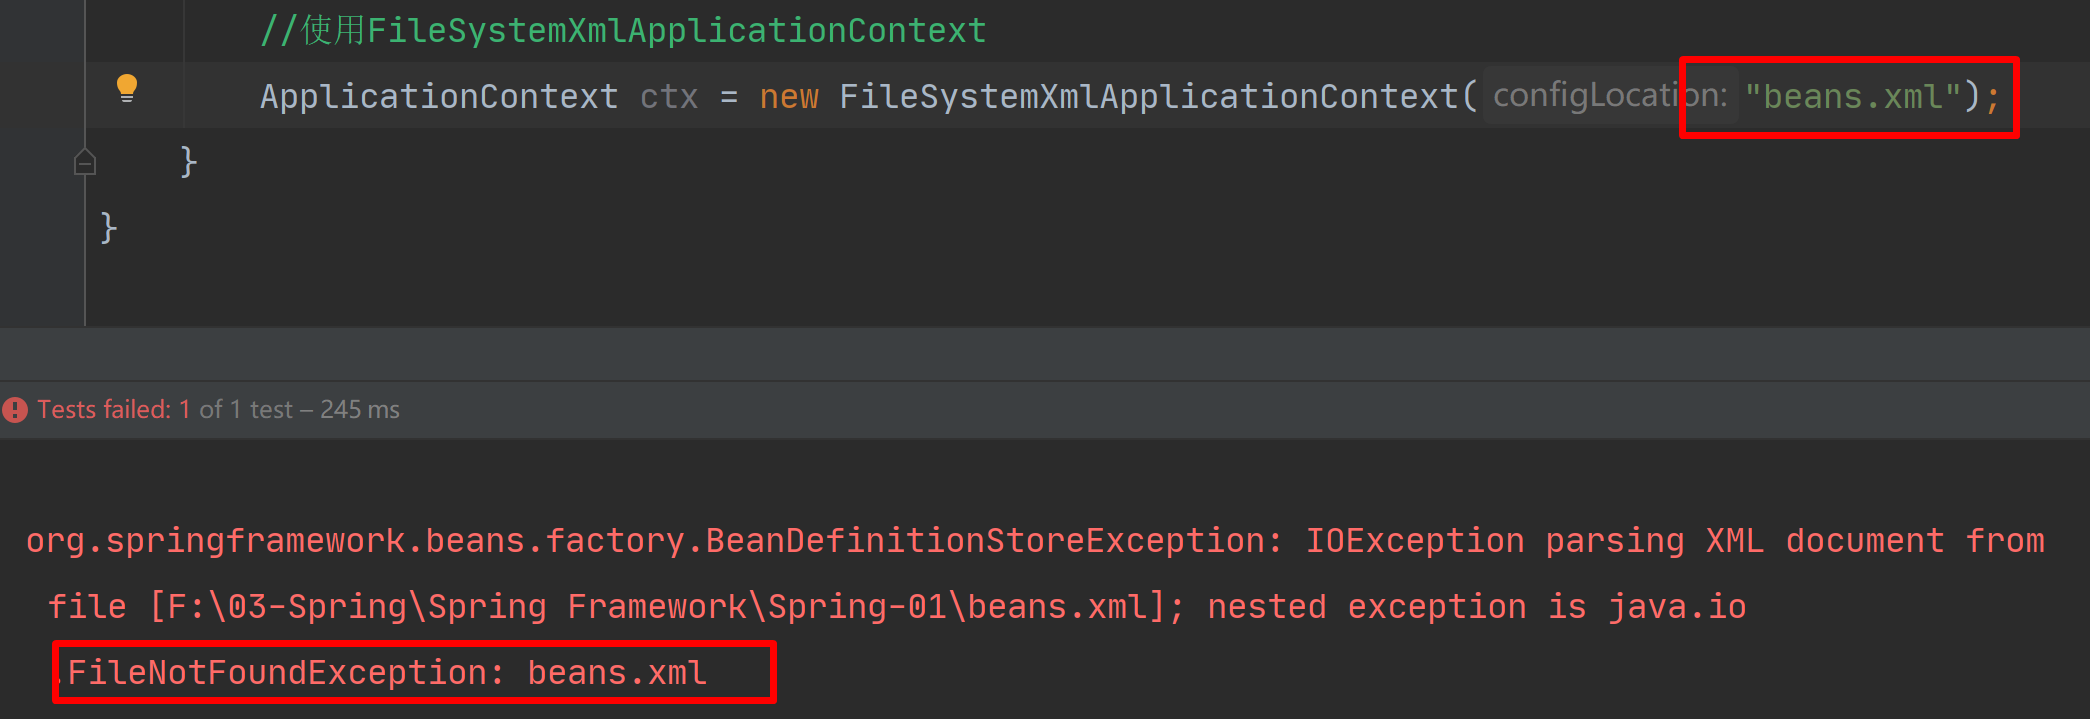 //使用FileSystemXmlApplicationContext
ApplicationContext ctx = new FileSystemXmlApplicationContext( configLocation: "beans.xml");
}
}
Tests failed: 1 of 1 test – 245 ms
org.springframework.beans.factory.BeanDefinitionStoreException: IOException parsing XML document from
file [F:\03-Spring\Spring Framework\Spring-01\beans.xml]; nested exception is java.io
.FileNotFoundException: beans.xml